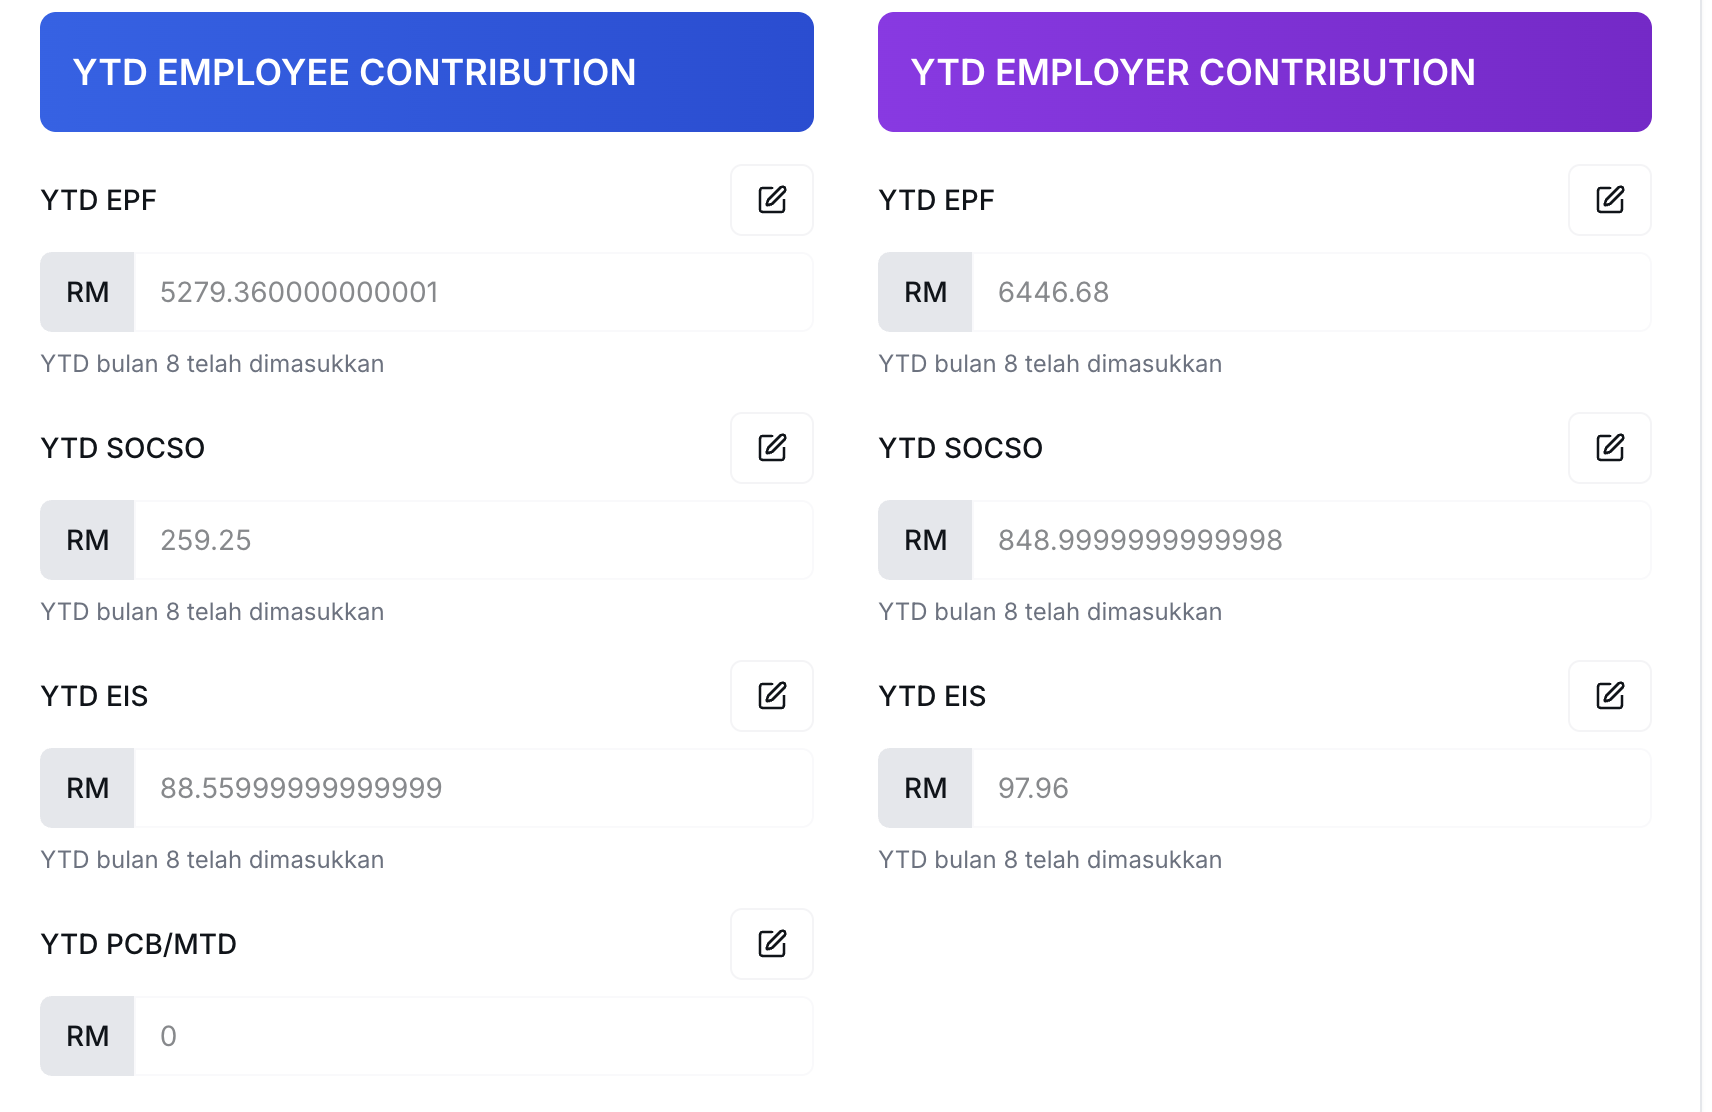 YTD EMPLOYEE CONTRIBUTION
YTD EPF
RM 5279.360000000001
YTD bulan 8 telah dimasukkan
YTD SOCSO
RM 259.25
YTD bulan 8 telah dimasukkan
YTD EIS
RM 88.55999999999999
YTD bulan 8 telah dimasukkan
YTD PCB/MTD
RM 0
YTD EMPLOYER CONTRIBUTION
YTD EPF
RM 6446.68
YTD bulan 8 telah dimasukkan
YTD SOCSO
RM 848.9999999999998
YTD bulan 8 telah dimasukkan
YTD EIS
RM 97.96
YTD bulan 8 telah dimasukkan